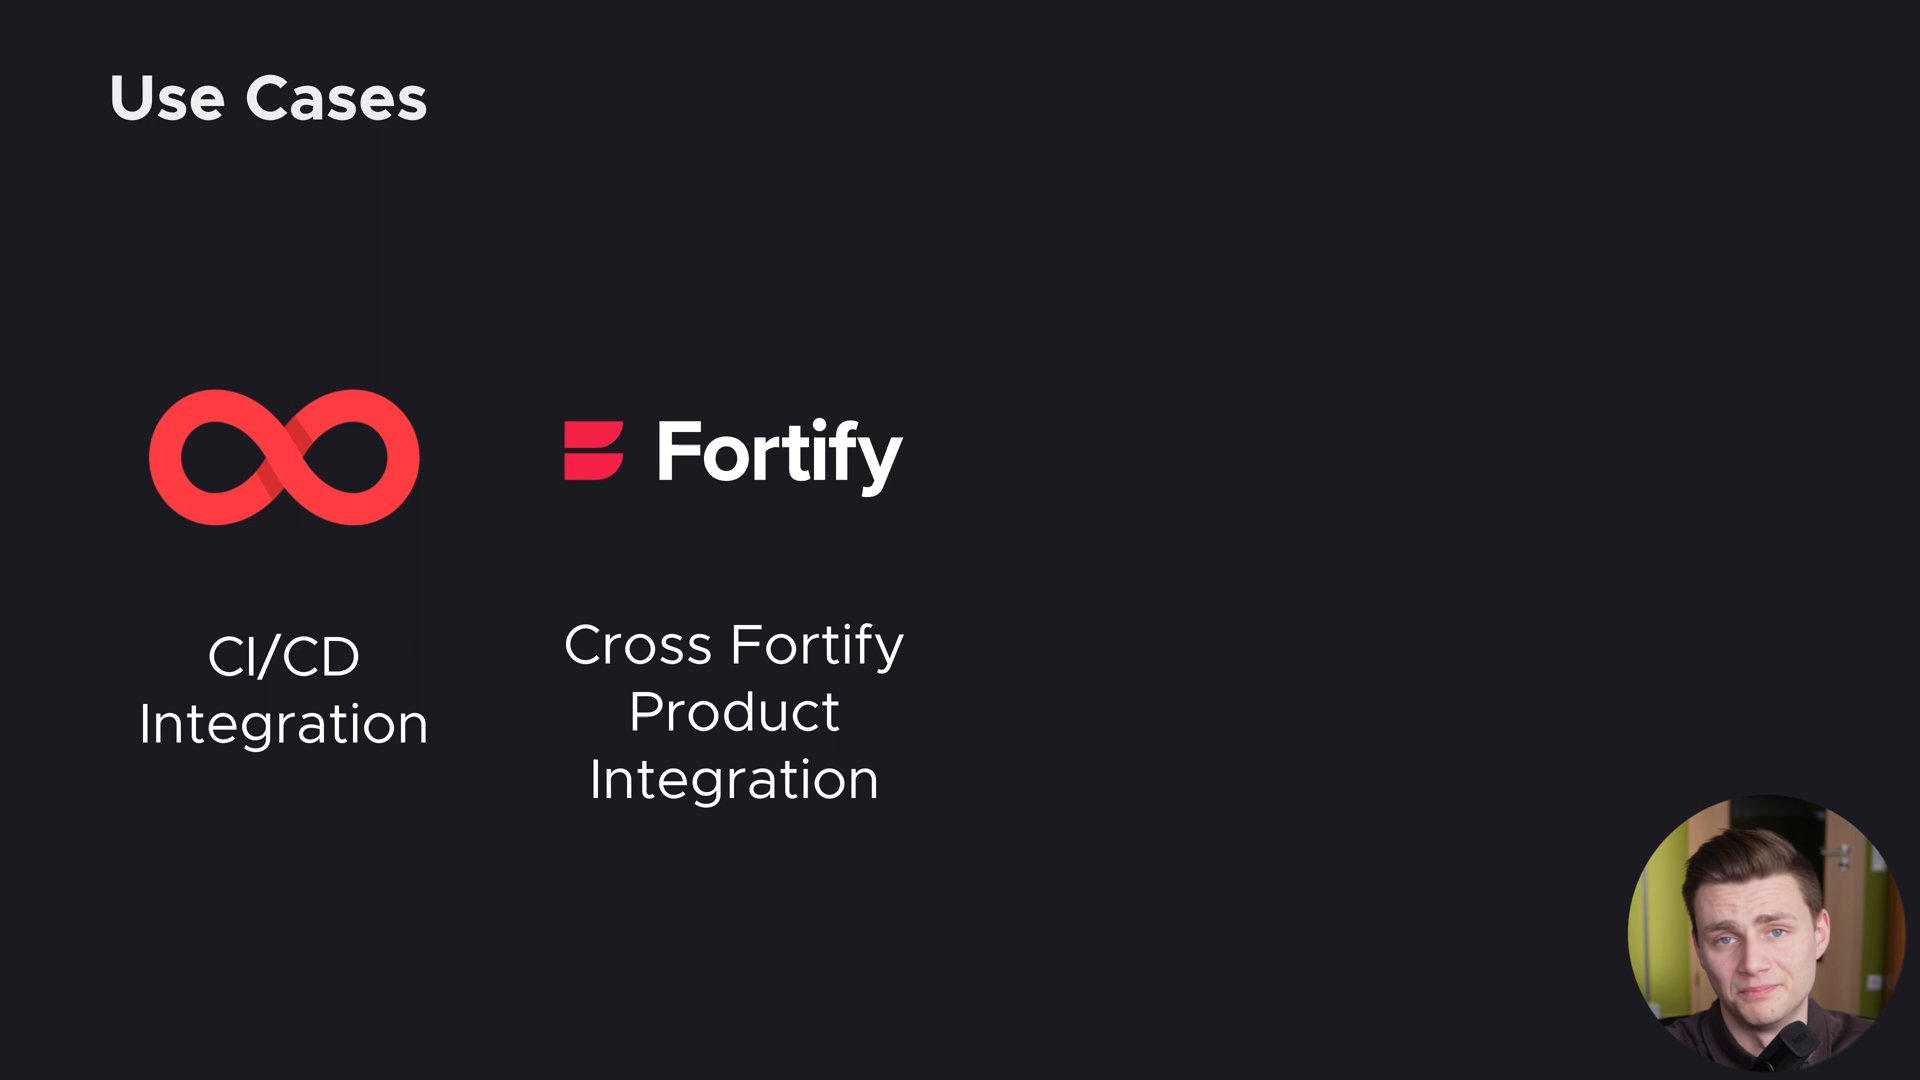 Use Cases
Fortify
CI/CD
Integration
Cross Fortify
Product
Integration